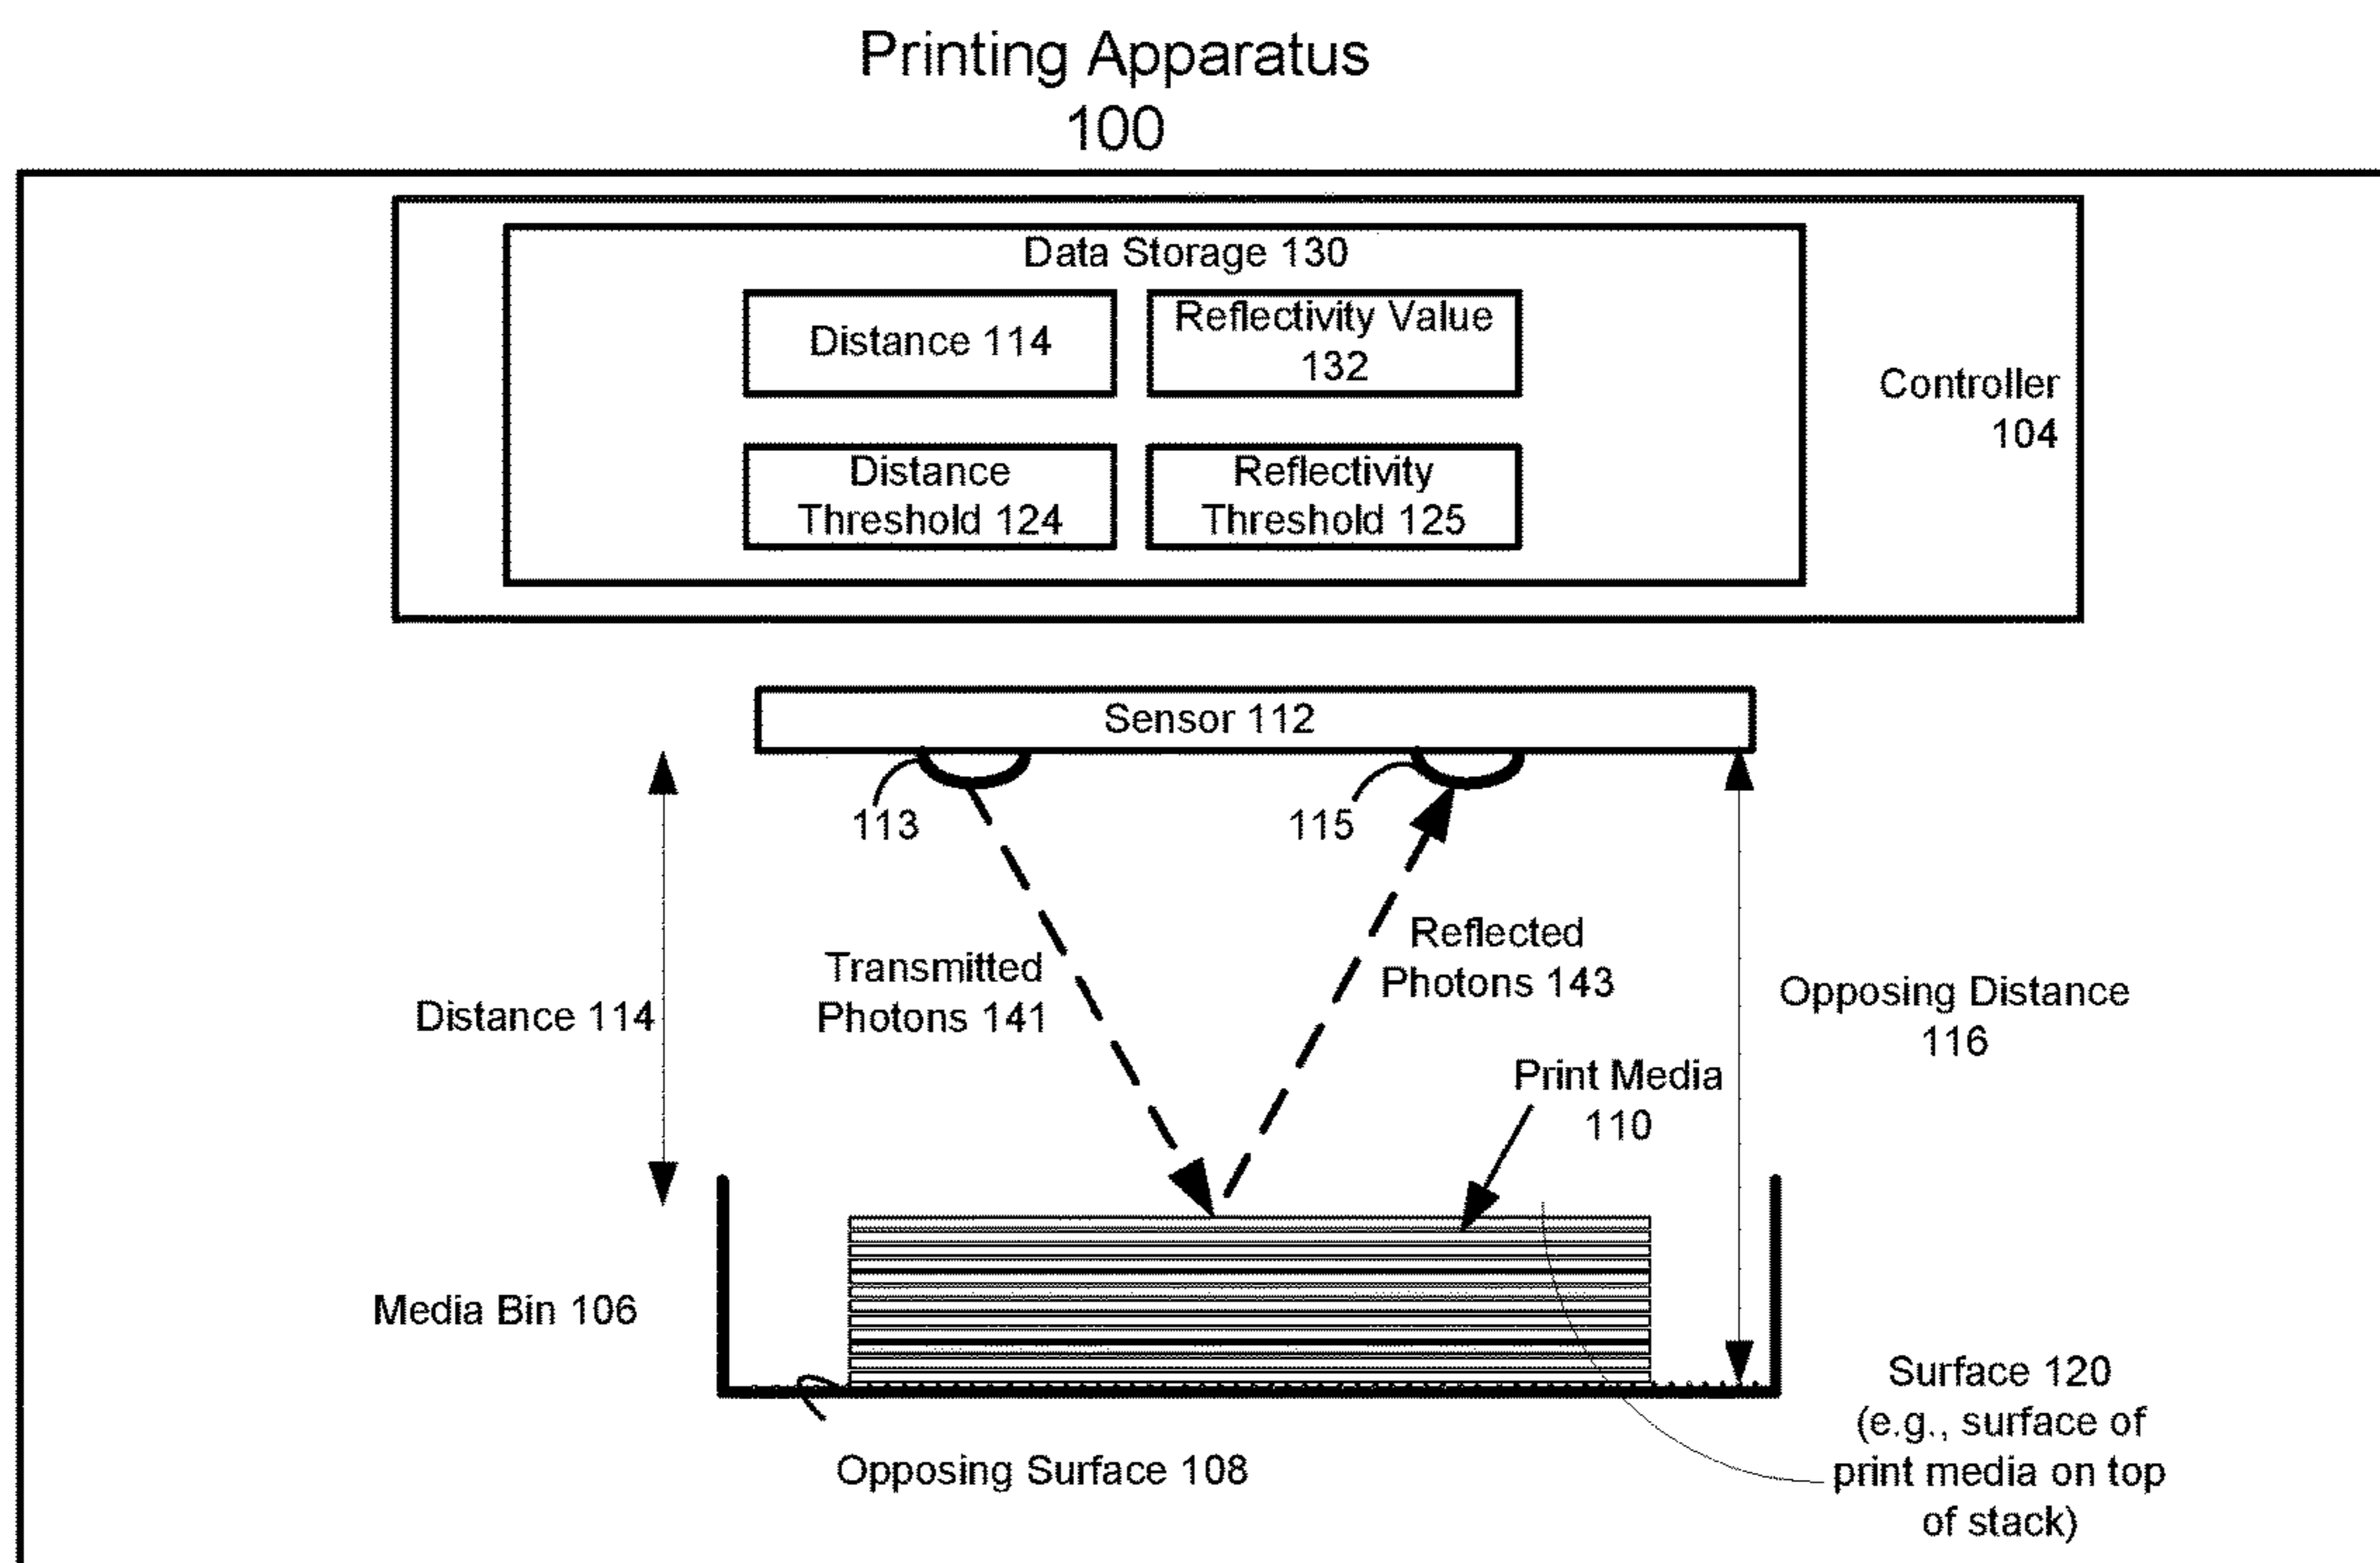 Printing Apparatus
100
Data Storage 130
Distance 114
Reflectivity Value
132
Distance
Threshold 124
Reflectivity
Threshold 125
Controller
104
Sensor 112
113
115
Transmitted
Photons 141
Reflected
Photons 143
Distance 114
Opposing Distance
116
Print Media
110
Media Bin 106
Opposing Surface 108
Surface 120
(e.g., surface of
print media on top
of stack)